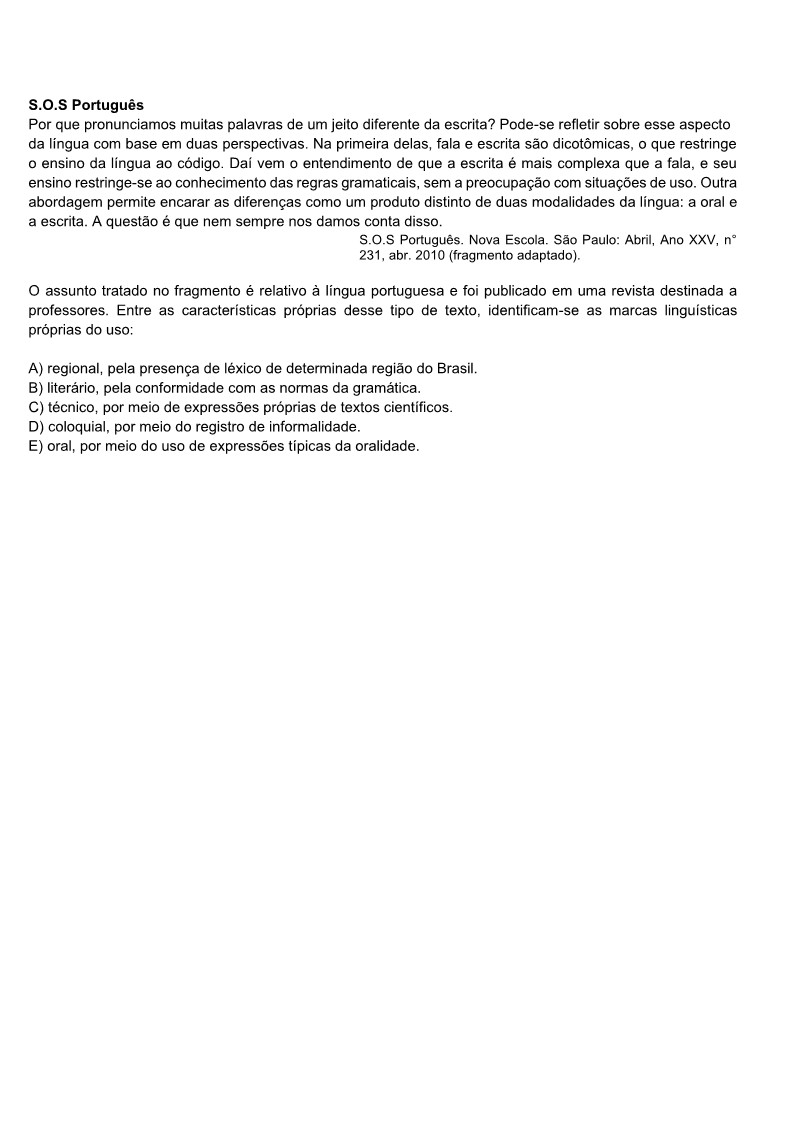 S.O.S Português
Por que pronunciamos muitas palavras de um jeito diferente da escrita? Pode-se refletir sobre esse aspecto
da língua com base em duas perspectivas. Na primeira delas, fala e escrita são dicotômicas, o que restringe
o ensino da língua ao código. Daí vem o entendimento de que a escrita é mais complexa que a fala, e seu
ensino restringe-se ao conhecimento das regras gramaticais, sem a preocupação com situações de uso. Outra
abordagem permite encarar as diferenças como um produto distinto de duas modalidades da língua: a oral e
a escrita. A questão é que nem sempre nos damos conta disso.
S.O.S Português. Nova Escola. São Paulo: Abril, Ano XXV, n°
231, abr. 2010 (fragmento adaptado).
O assunto tratado no fragmento é relativo à língua portuguesa e foi publicado em uma revista destinada a
professores. Entre as características próprias desse tipo de texto, identificam-se as marcas linguísticas
próprias do uso:
A) regional, pela presença de léxico de determinada região do Brasil.
B) literário, pela conformidade com as normas da gramática.
C) técnico, por meio de expressões próprias de textos científicos.
D) coloquial, por meio do registro de informalidade.
E) oral, por meio do uso de expressões típicas da oralidade.